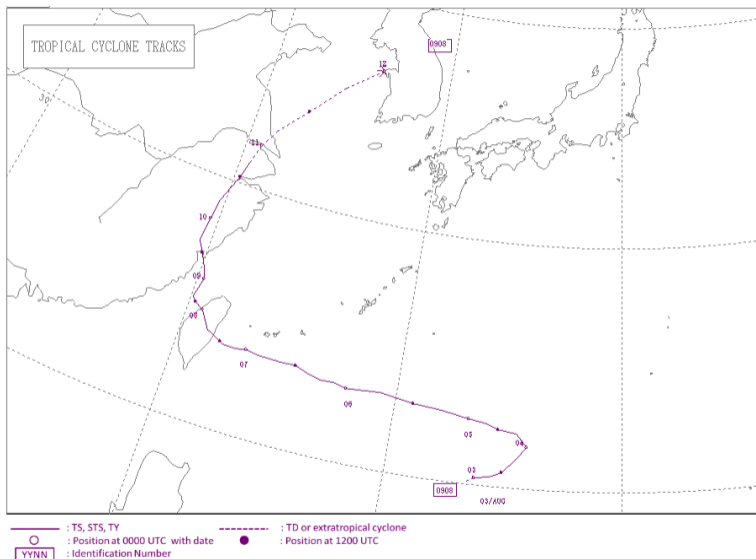 TROPICAL CYCLONE TRACKS
0908
12
30
11
10
09
08
07
06
05
04
03
0908
03/AUG
: TS, STS, TY
: TD or extratropical cyclone
: Position at 0000 UTC with date
: Position at 1200 UTC
YYNN : Identification Number